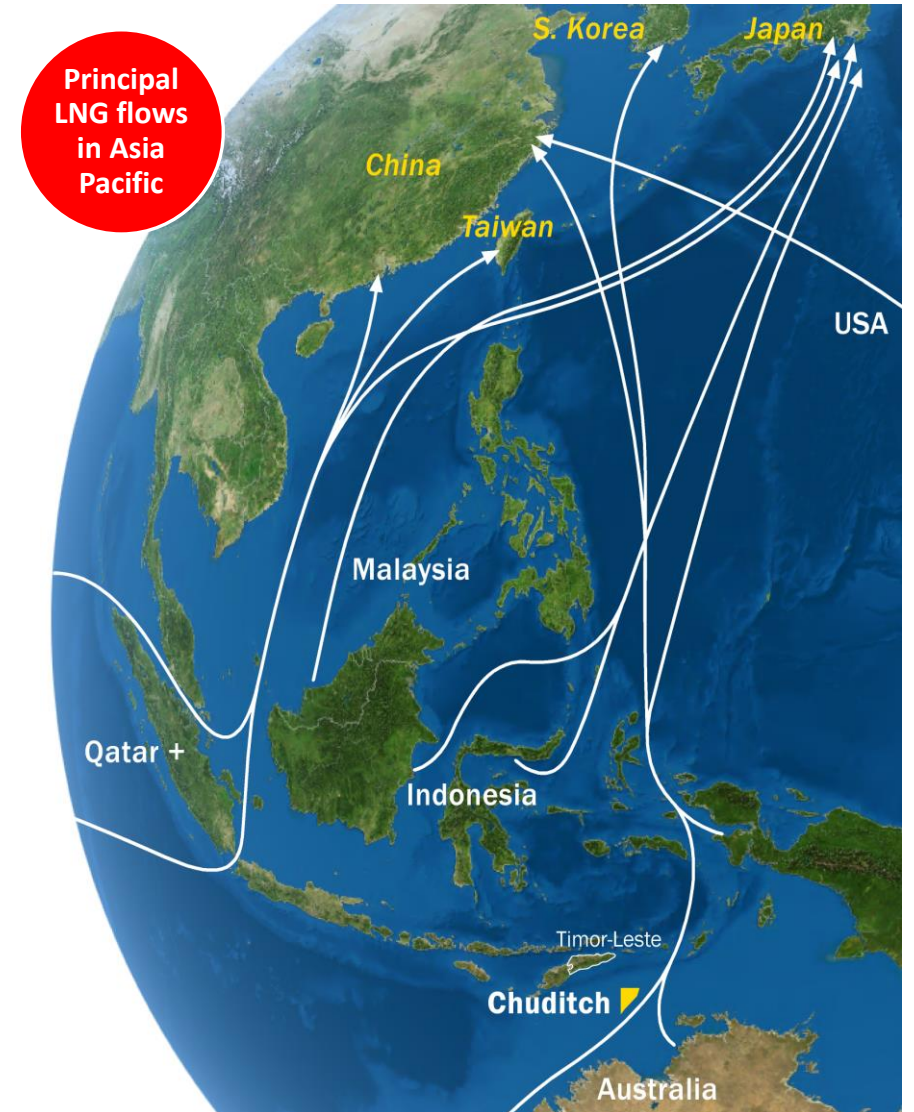 Principal
LNG flows
in Asia
Pacific
S. Korea
Japan
China
Taiwan
USA
Malaysia
Qatar +
Indonesia
Timor-Leste
Chuditch
Australia